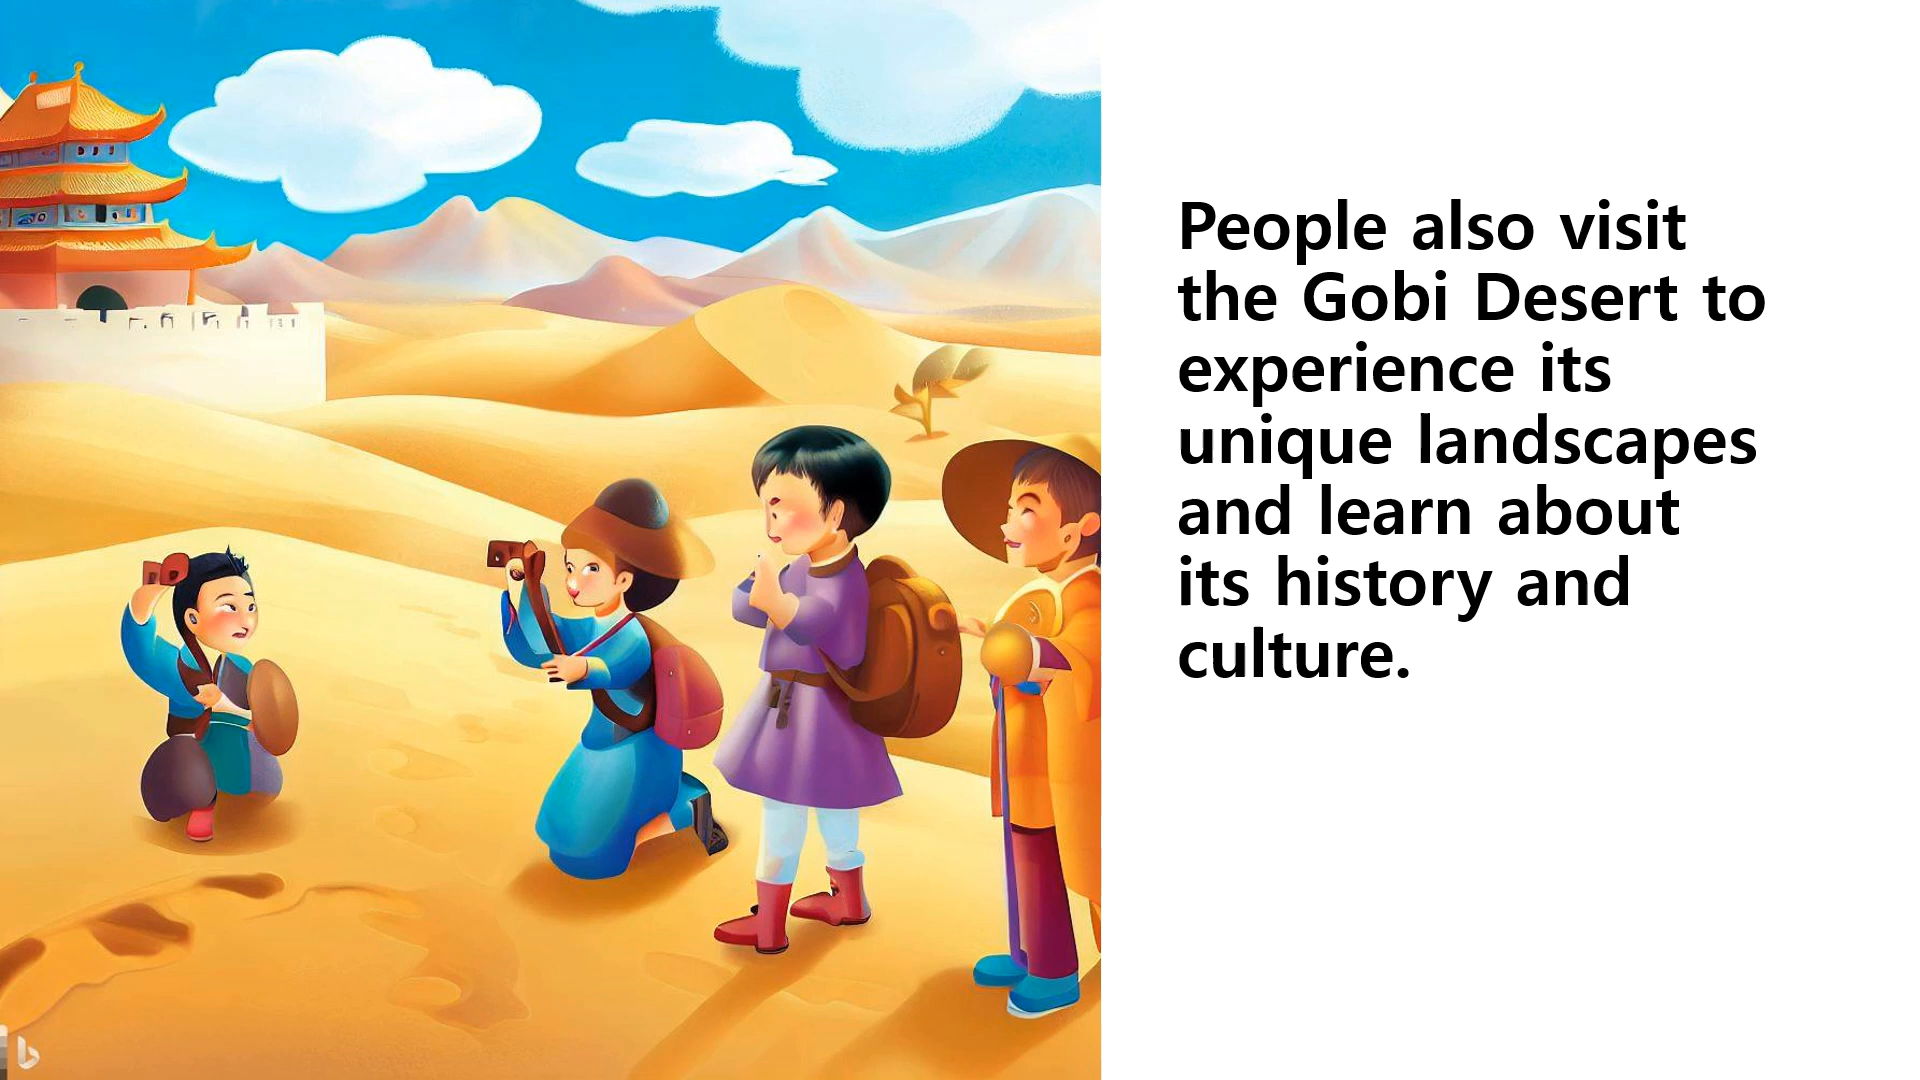 People also visit
the Gobi Desert to
experience its
unique landscapes
and learn about
its history and
culture.